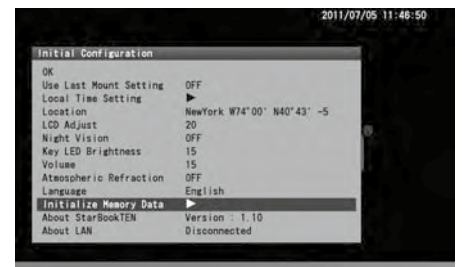 2011/07/05 11:46:50
Initial Configuration
OK
Use Last Mount Setting OFF
Local Time Setting ▶
Location NewYork W74°00' N40°43' -5
LCD Adjust 20
Night Vision OFF
Key LED Brightness 15
Volume 15
Atmospheric Refraction OFF
Language English
Initialize Memory Data ▶
About StarBookTEN Version : 1.10
About LAN Disconnected